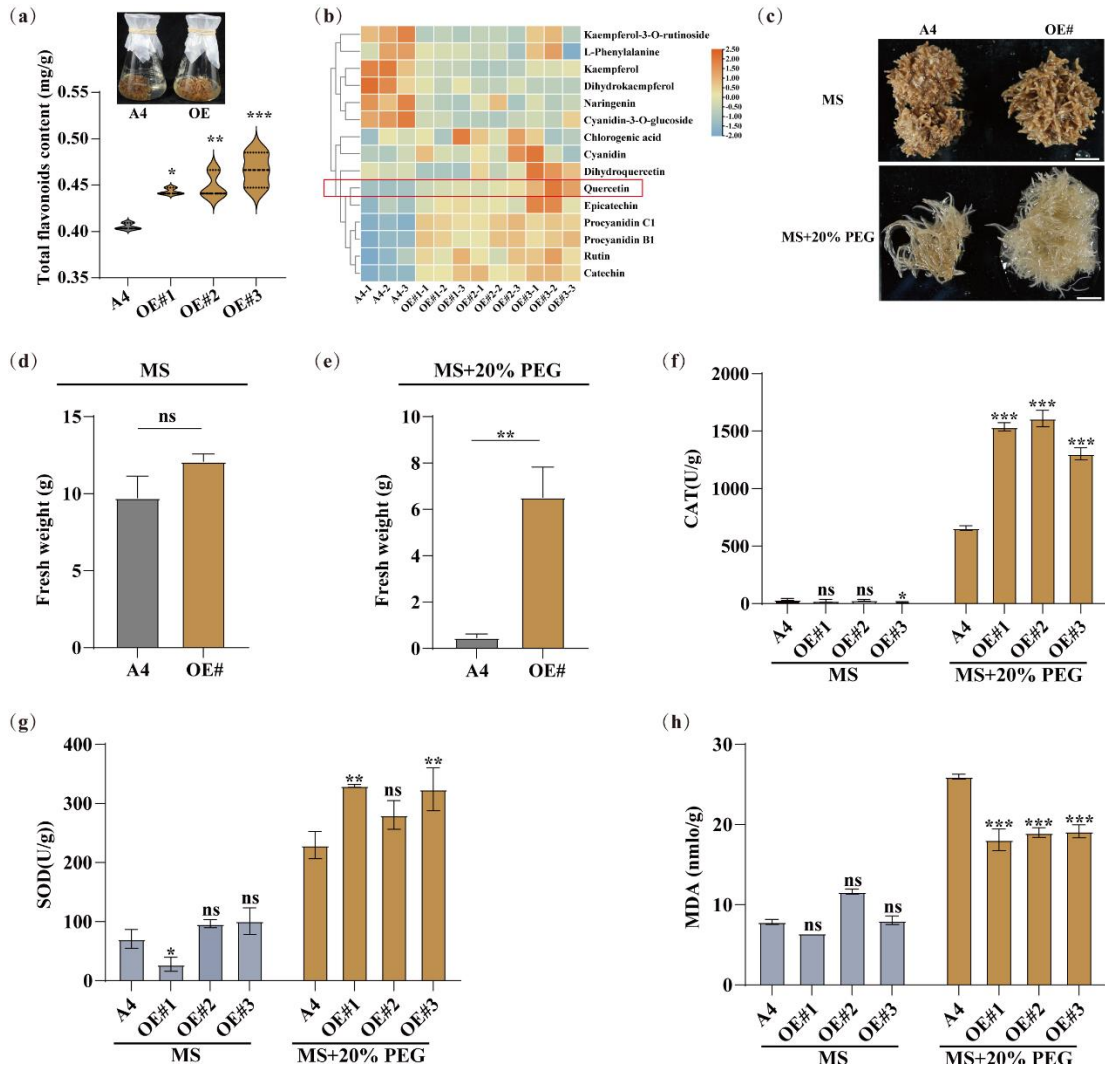 (a)
Total flavonoids content (mg/g)
0.55
0.50
0.45
0.40
0.35
A4 OE
* ** ***
A4 OE#1 OE#2 OE#3
(b)
Kaempferol-3-O-rutinoside
L-Phenylalanine
Kaempferol
Dihydrokaempferol
Naringenin
Cyanidin-3-O-glucoside
Chlorogenic acid
Cyanidin
Dihydroquercetin
Quercetin
Epicatechin
Procyanidin C1
Procyanidin B1
Rutin
Catechin
A4-1 A4-2 A4-3 OE#1-1 OE#1-2 OE#1-3 OE#2-1 OE#2-2 OE#2-3 OE#3-1 OE#3-2 OE#3-3
2.50
2.00
1.50
1.00
0.50
0.00
-0.50
-1.00
-1.50
-2.00
(c)
A4 OE#
MS
MS+20% PEG
(d)
MS
Fresh weight (g)
15
10
5
0
ns
A4 OE#
(e)
MS+20% PEG
Fresh weight (g)
8
6
4
2
0
**
A4 OE#
(f)
CAT(U/g)
2000
1500
1000
500
0
ns ns * *** *** ***
A4 OE#1 OE#2 OE#3 A4 OE#1 OE#2 OE#3
MS MS+20% PEG
(g)
SOD(U/g))
400
300
200
100
0
* ns ns ** ns **
A4 OE#1 OE#2 OE#3 A4 OE#1 OE#2 OE#3
MS MS+20% PEG
(h)
MDA (nmlo/g)
30
20
10
0
ns ns ns *** *** ***
A4 OE#1 OE#2 OE#3 A4 OE#1 OE#2 OE#3
MS MS+20% PEG